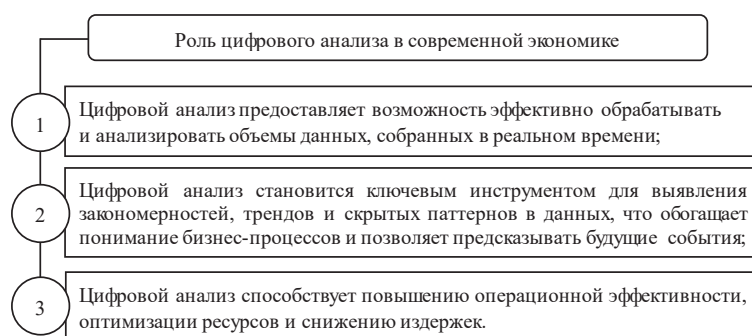 Роль цифрового анализа в современной экономике
1
Цифровой анализ предоставляет возможность эффективно обрабатывать
и анализировать объемы данных, собранных в реальном времени;
2
Цифровой анализ становится ключевым инструментом для выявления
закономерностей, трендов и скрытых паттернов в данных, что обогащает
понимание бизнес-процессов и позволяет предсказывать будущие события;
3
Цифровой анализ способствует повышению операционной эффективности,
оптимизации ресурсов и снижению издержек.